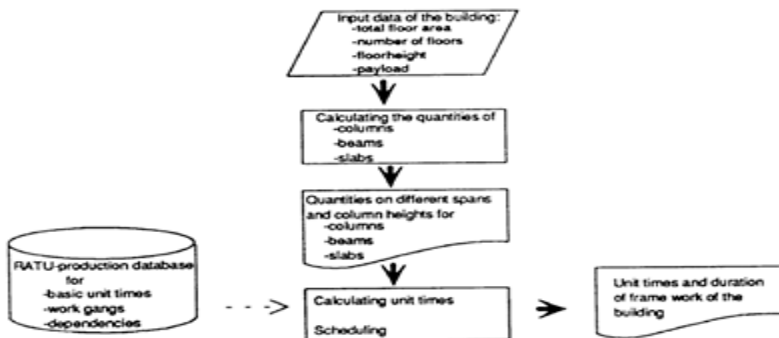 Input data of the building:
-total floor area
-number of floors
-floorheight
-payload
Calculating the quantities of
-columns
-beams
-slabs
Quantities on different spans
and column heights for
-columns
-beams
-slabs
RATU-production database
for
-basic unit times
-work gangs
-dependencies
Calculating unit times
Scheduling
Unit times and duration
of frame work of the
building